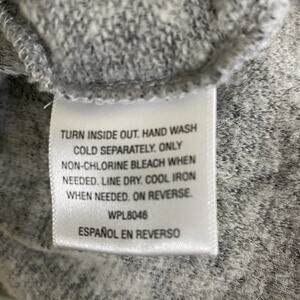 TURN INSIDE OUT. HAND WASH
COLD SEPARATELY. ONLY
NON-CHLORINE BLEACH WHEN
NEEDED. LINE DRY. COOL IRON
WHEN NEEDED. ON REVERSE.
WPL8046
ESPAÑOL EN REVERSO